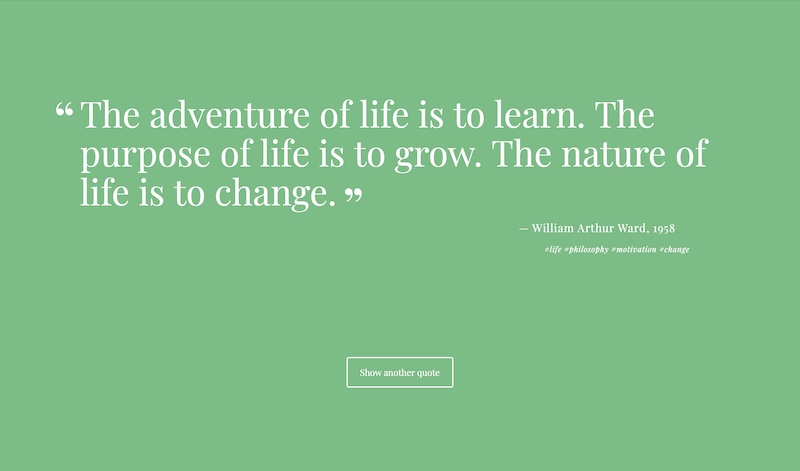 “ The adventure of life is to learn. The
purpose of life is to grow. The nature of
life is to change. ”
— William Arthur Ward, 1958
#life #philosophy #motivation #change
Show another quote